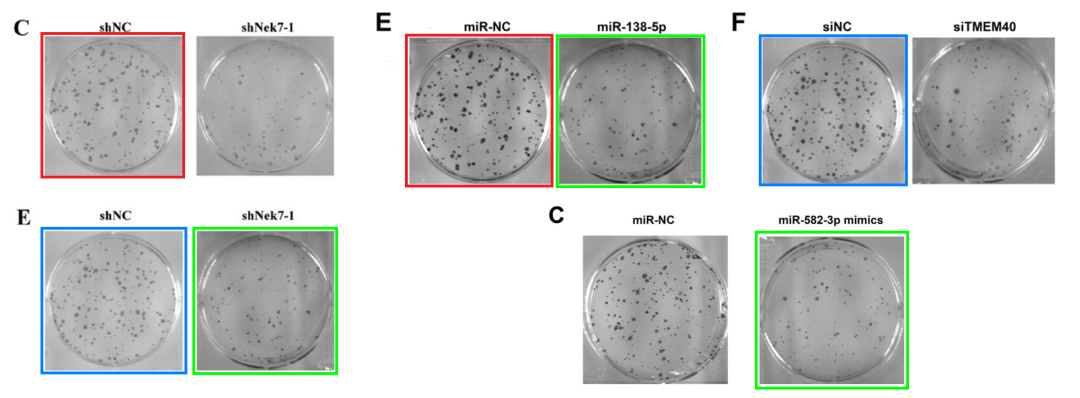 C
shNC shNek7-1
E
miR-NC miR-138-5p
F
siNC siTMEM40
E
shNC shNek7-1
C
miR-NC miR-582-3p mimics